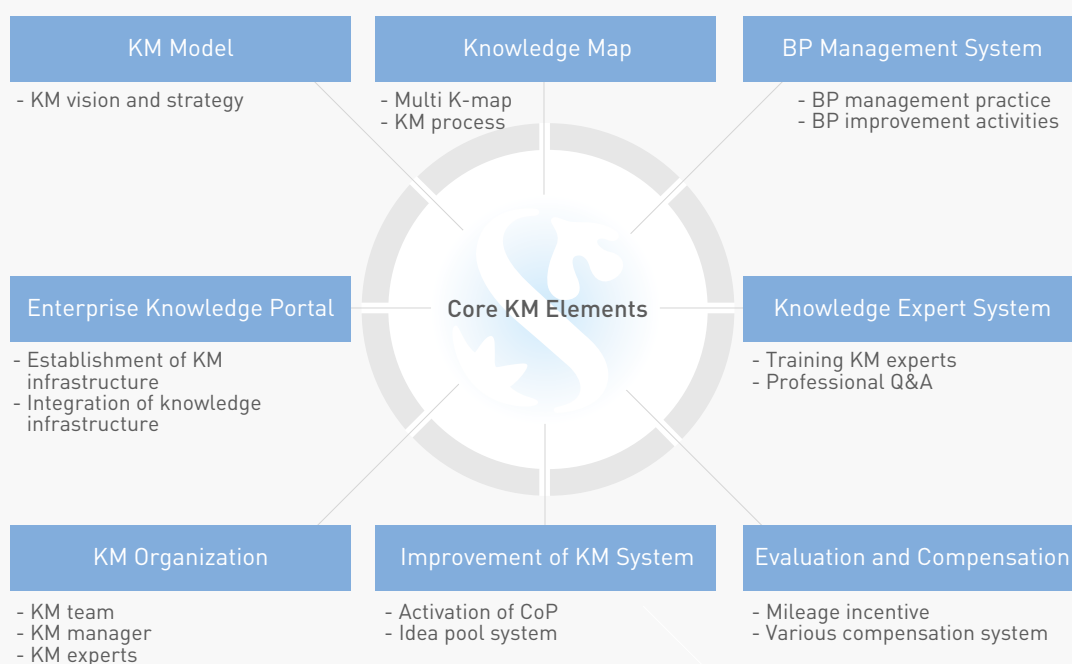 KM Model
- KM vision and strategy
Knowledge Map
- Multi K-map
- KM process
BP Management System
- BP management practice
- BP improvement activities
Enterprise Knowledge Portal
- Establishment of KM
infrastructure
- Integration of knowledge
infrastructure
Core KM Elements
Knowledge Expert System
- Training KM experts
- Professional Q&A
KM Organization
- KM team
- KM manager
- KM experts
Improvement of KM System
- Activation of CoP
- Idea pool system
Evaluation and Compensation
- Mileage incentive
- Various compensation system